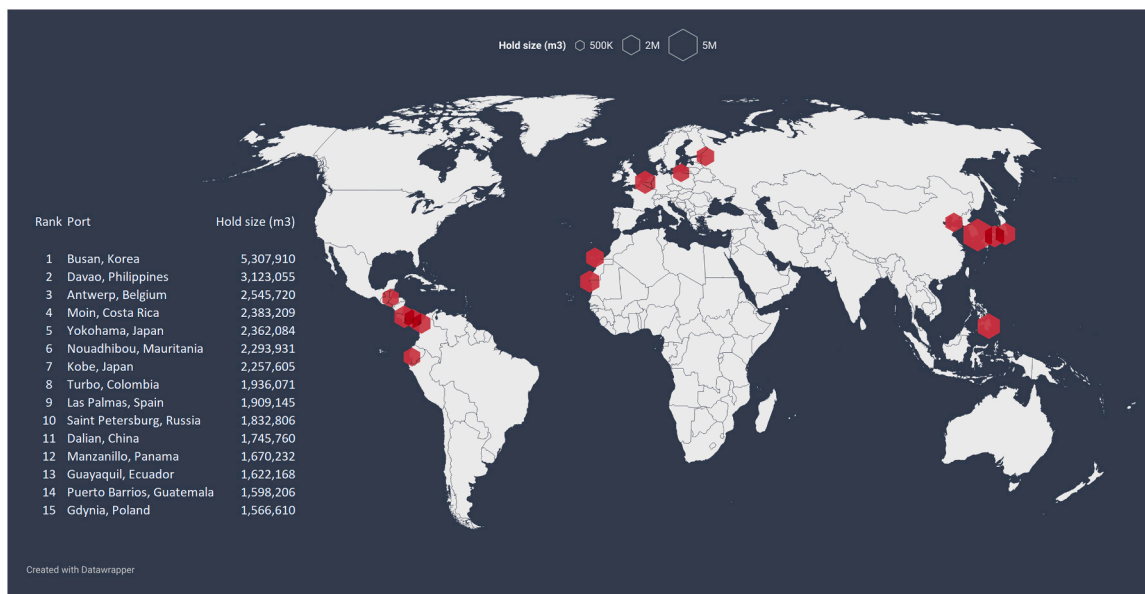 Hold size (m3) 500K 2M 5M
Rank Port Hold size (m3)
1 Busan, Korea 5,307,910
2 Davao, Philippines 3,123,055
3 Antwerp, Belgium 2,545,720
4 Moin, Costa Rica 2,383,209
5 Yokohama, Japan 2,362,084
6 Nouadhibou, Mauritania 2,293,931
7 Kobe, Japan 2,257,605
8 Turbo, Colombia 1,936,071
9 Las Palmas, Spain 1,909,145
10 Saint Petersburg, Russia 1,832,806
11 Dalian, China 1,745,760
12 Manzanillo, Panama 1,670,232
13 Guayaquil, Ecuador 1,622,168
14 Puerto Barrios, Guatemala 1,598,206
15 Gdynia, Poland 1,566,610
Created with Datawrapper